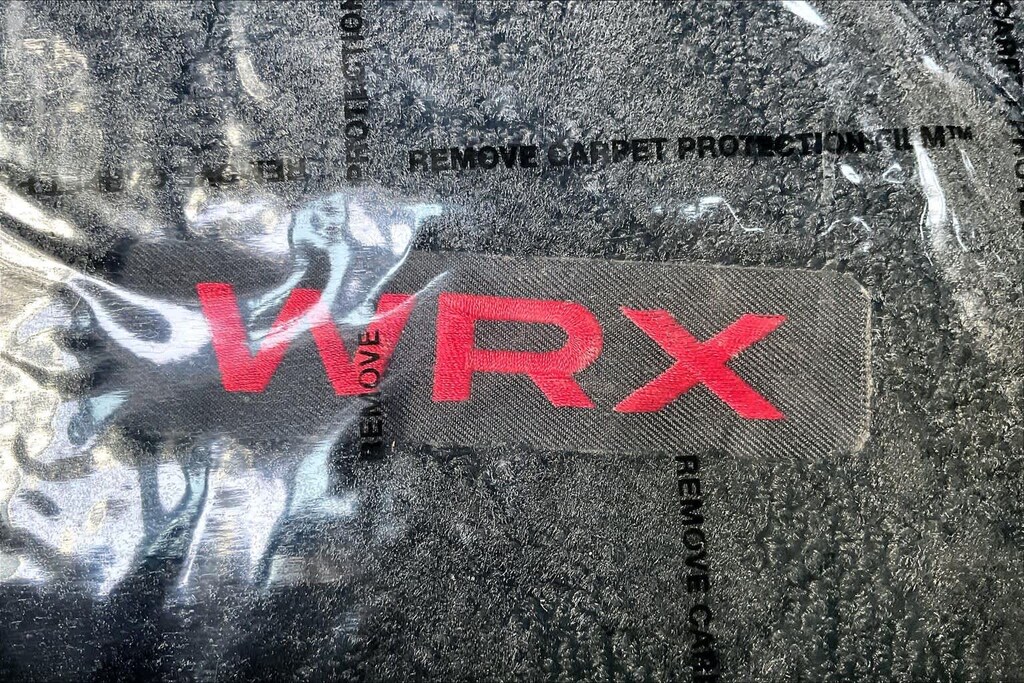 PROTECTION
REMOVE CARPET PROTECTION FILM™
WRX
REMOVE
REMOVE CAR